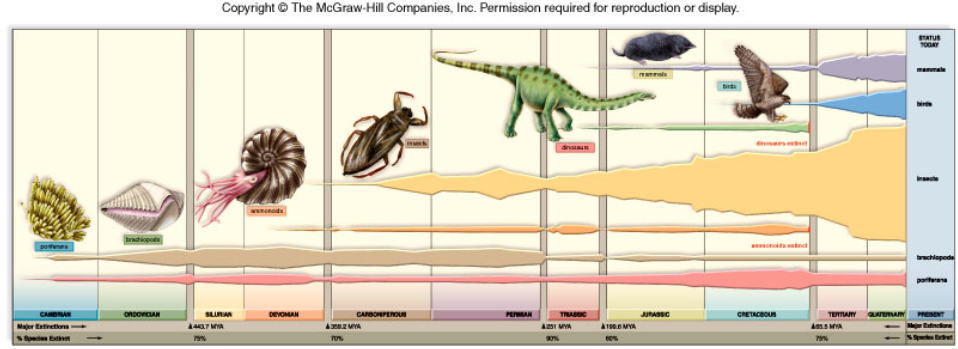 Copyright © The McGraw-Hill Companies, Inc. Permission required for reproduction or display.
STATUS
TODAY
mammals
mammals
birds
birds
insects
dinosaurs
dinosaurs extinct
insects
ammonoids
ammonoids extinct
poriferans
brachiopods
brachiopods
poriferans
CAMBRIAN
ORDOVICIAN
SILURIAN
DEVONIAN
CARBONIFEROUS
PERMIAN
TRIASSIC
JURASSIC
CRETACEOUS
TERTIARY
QUATERNARY
PRESENT
Major Extinctions → ▲443.7 MYA ▲359.2 MYA ▲251 MYA ▲199.6 MYA ▲65.5 MYA ← Major Extinctions
% Species Extinct → 75% 70% 90% 60% 75% ← % Species Extinct